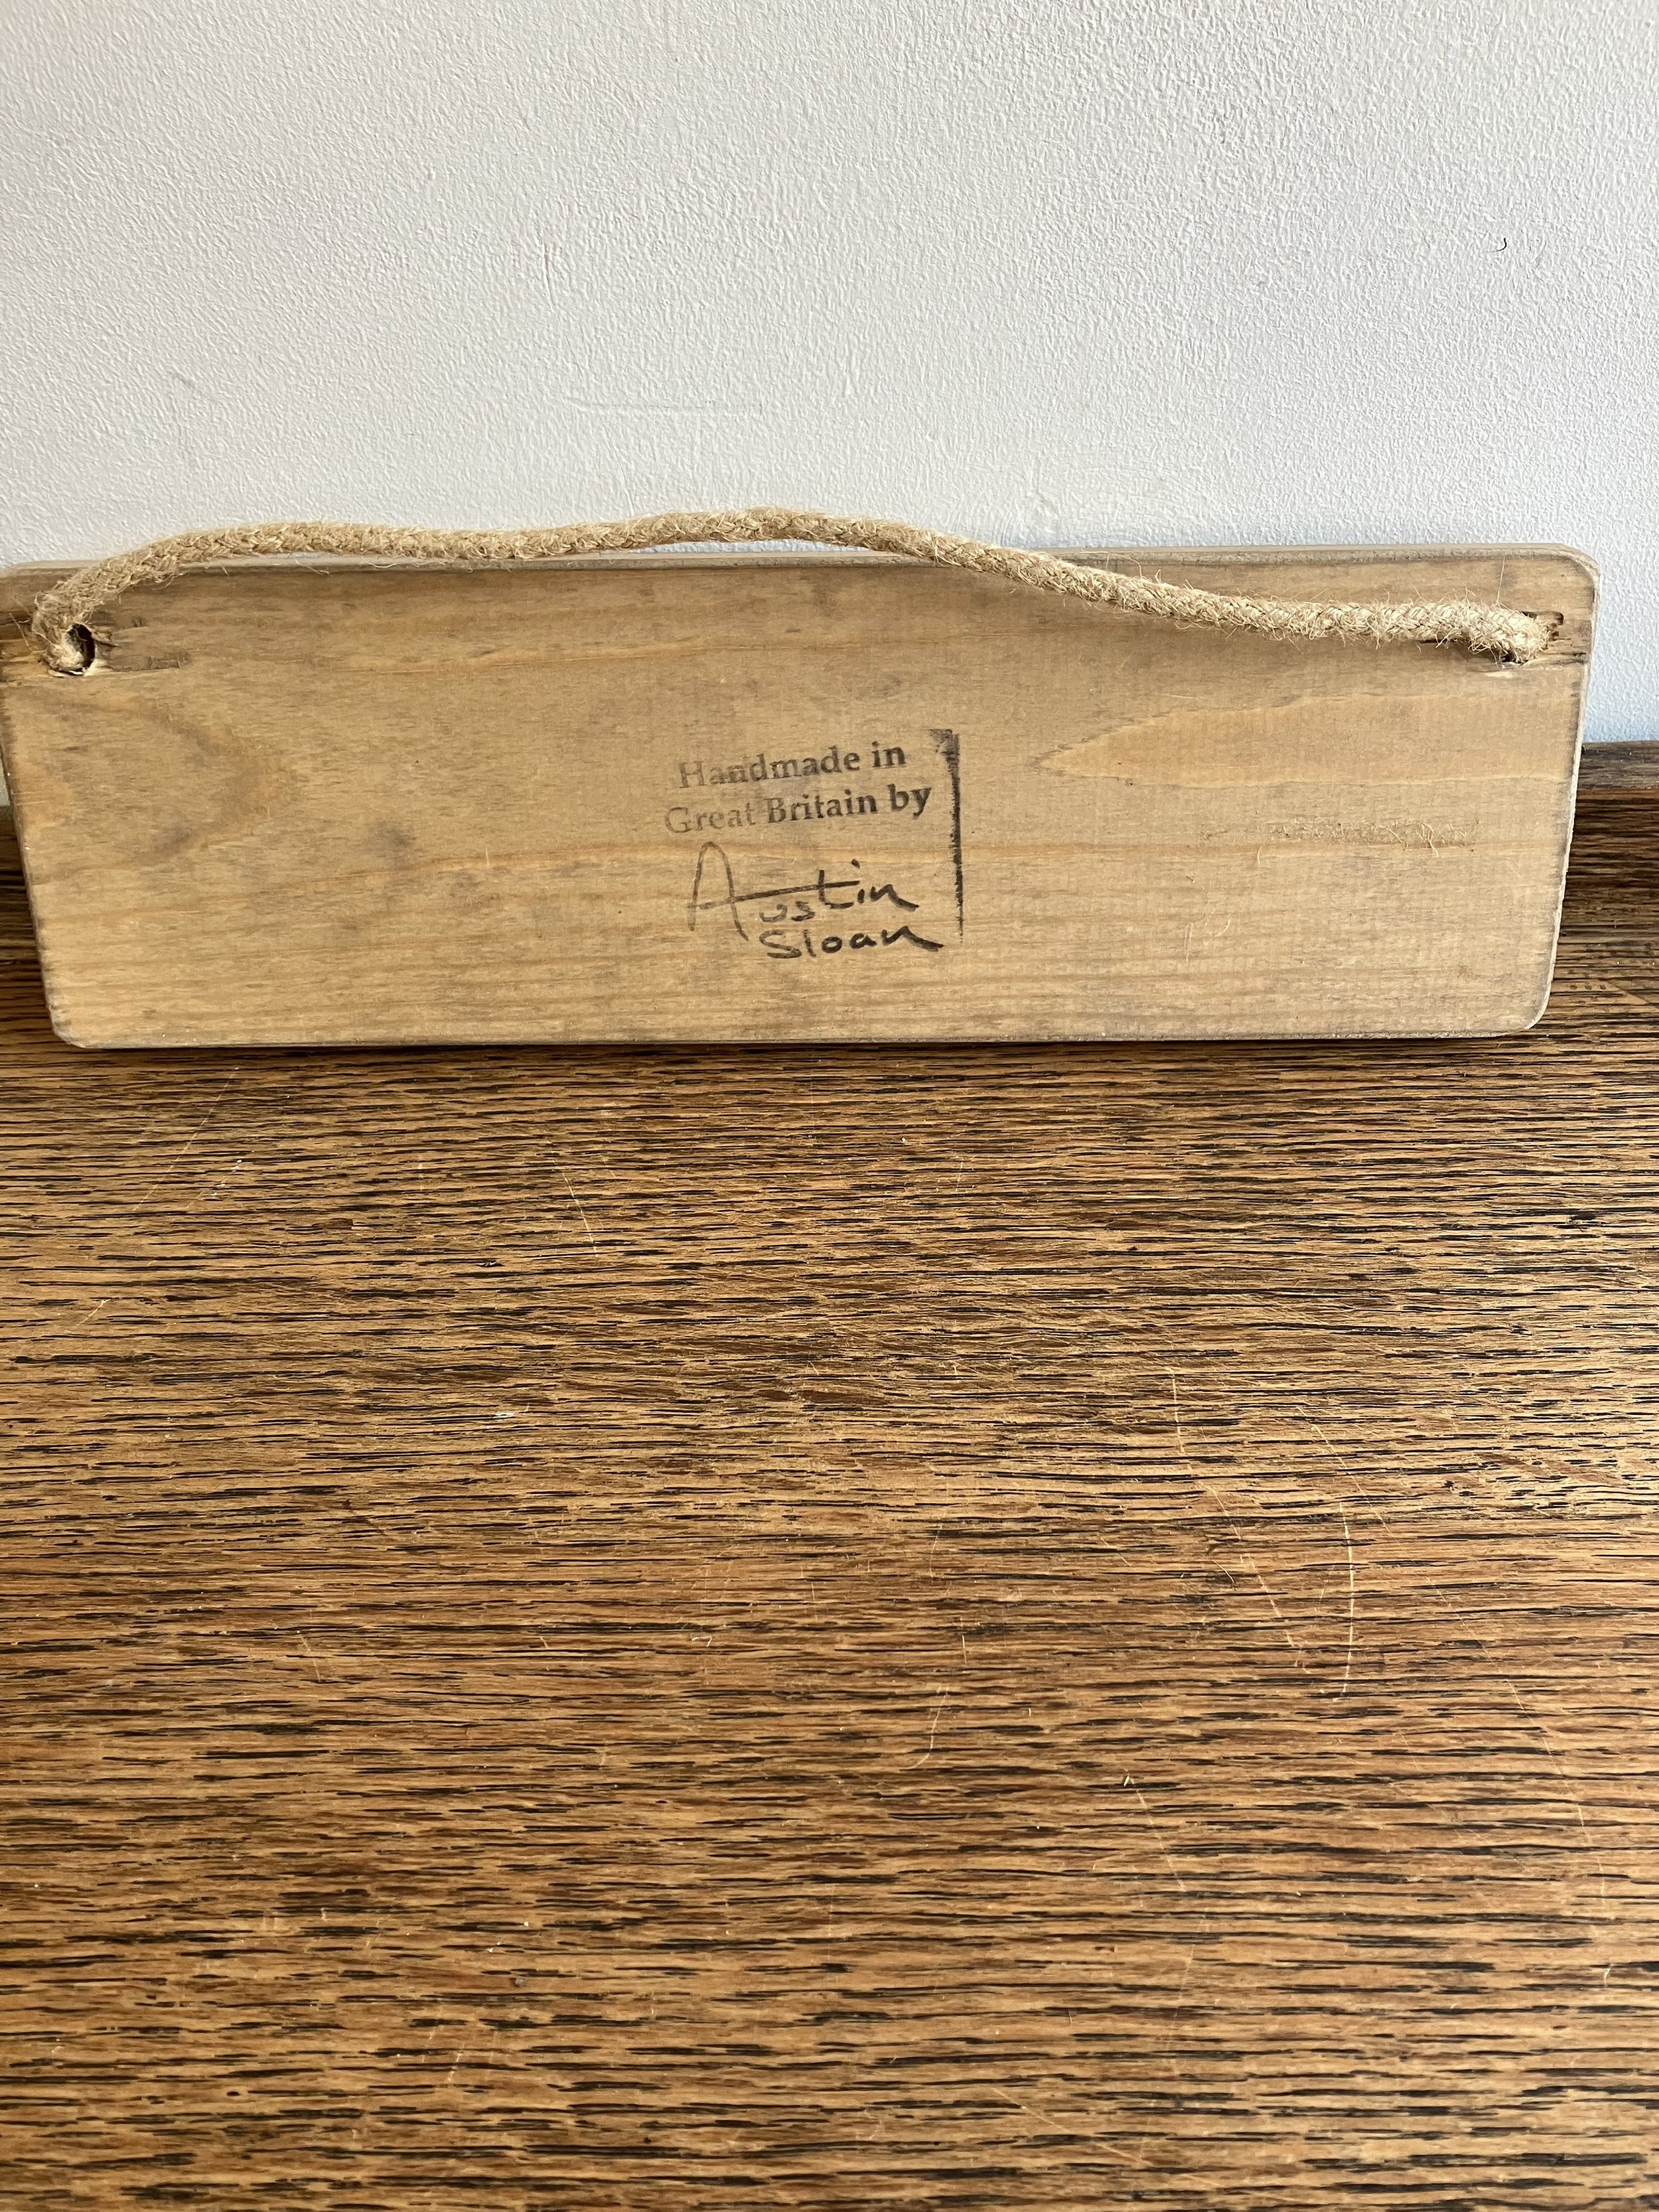 Handmade in
Great Britain by
Austin
Sloan